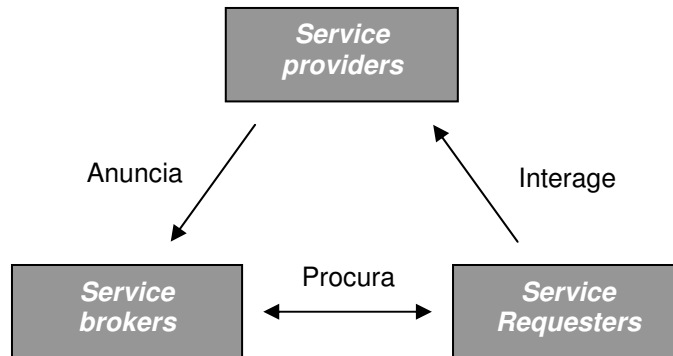 Service
providers
Anuncia
Interage
Procura
Service
brokers
Service
Requesters